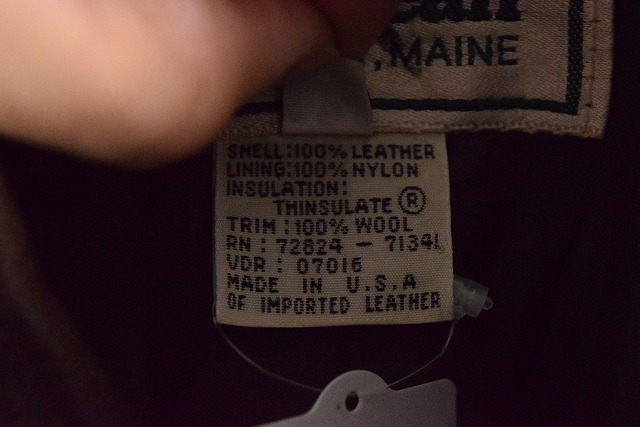 , MAINE
SHELL:100% LEATHER
LINING:100% NYLON
INSULATION:
THINSULATE ®
TRIM:100% WOOL
RN: 72824 - 7134L
VDR: 07016
MADE IN U.S.A
OF IMPORTED LEATHER